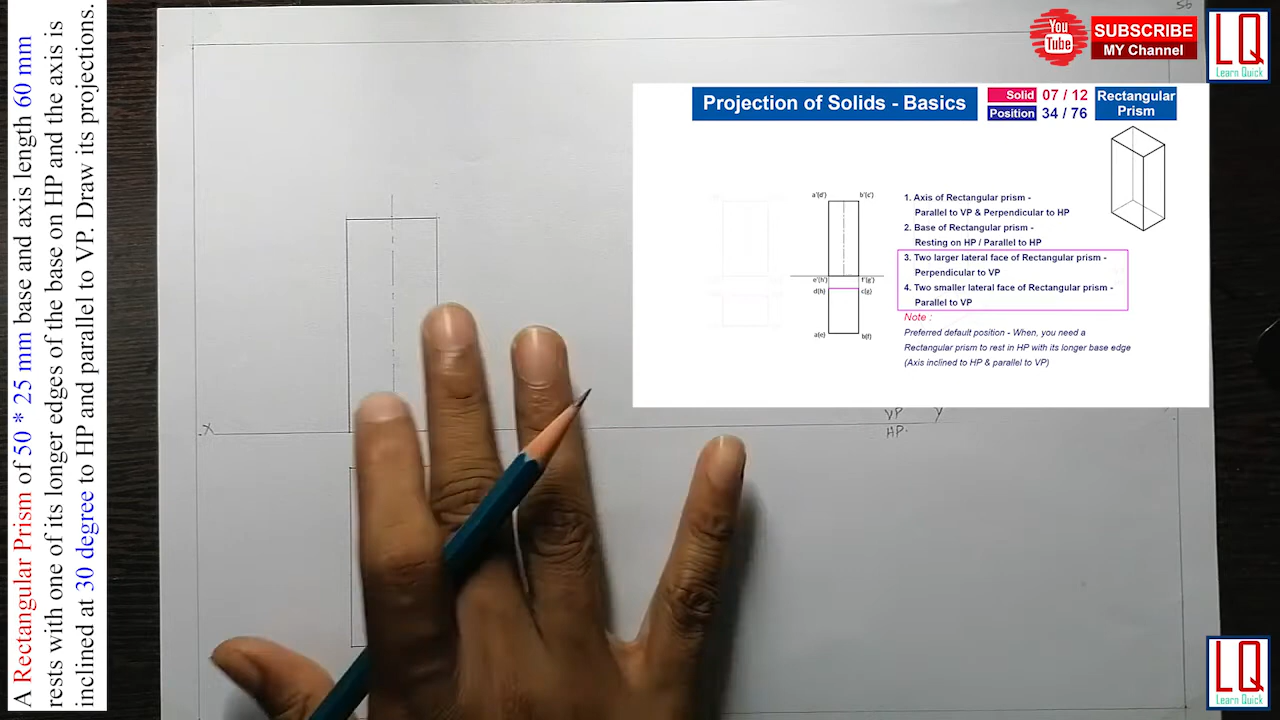 A Rectangular Prism of 50 * 25 mm base and axis length 60 mm
rests with one of its longer edges of the base on HP and the axis is
inclined at 30 degree to HP and parallel to VP. Draw its projections.
56
You
Tube
SUBSCRIBE
MY Channel
LQ
Learn Quick
Projection of Solids - Basics
Solid 07 / 12
Position 34 / 76
Rectangular
Prism
a'(d') b'(c')
e'(h') f'(g')
d(h) c(g)
a(e) b(f)
1. Axis of Rectangular prism -
Parallel to VP & Perpendicular to HP
2. Base of Rectangular prism -
Resting on HP / Parallel to HP
3. Two larger lateral face of Rectangular prism -
Perpendicular to VP
4. Two smaller lateral face of Rectangular prism -
Parallel to VP
Note :
Preferred default position - When, you need a
Rectangular prism to rest in HP with its longer base edge
(Axis inclined to HP & parallel to VP)
X
VP Y
HP.
LQ
Learn Quick